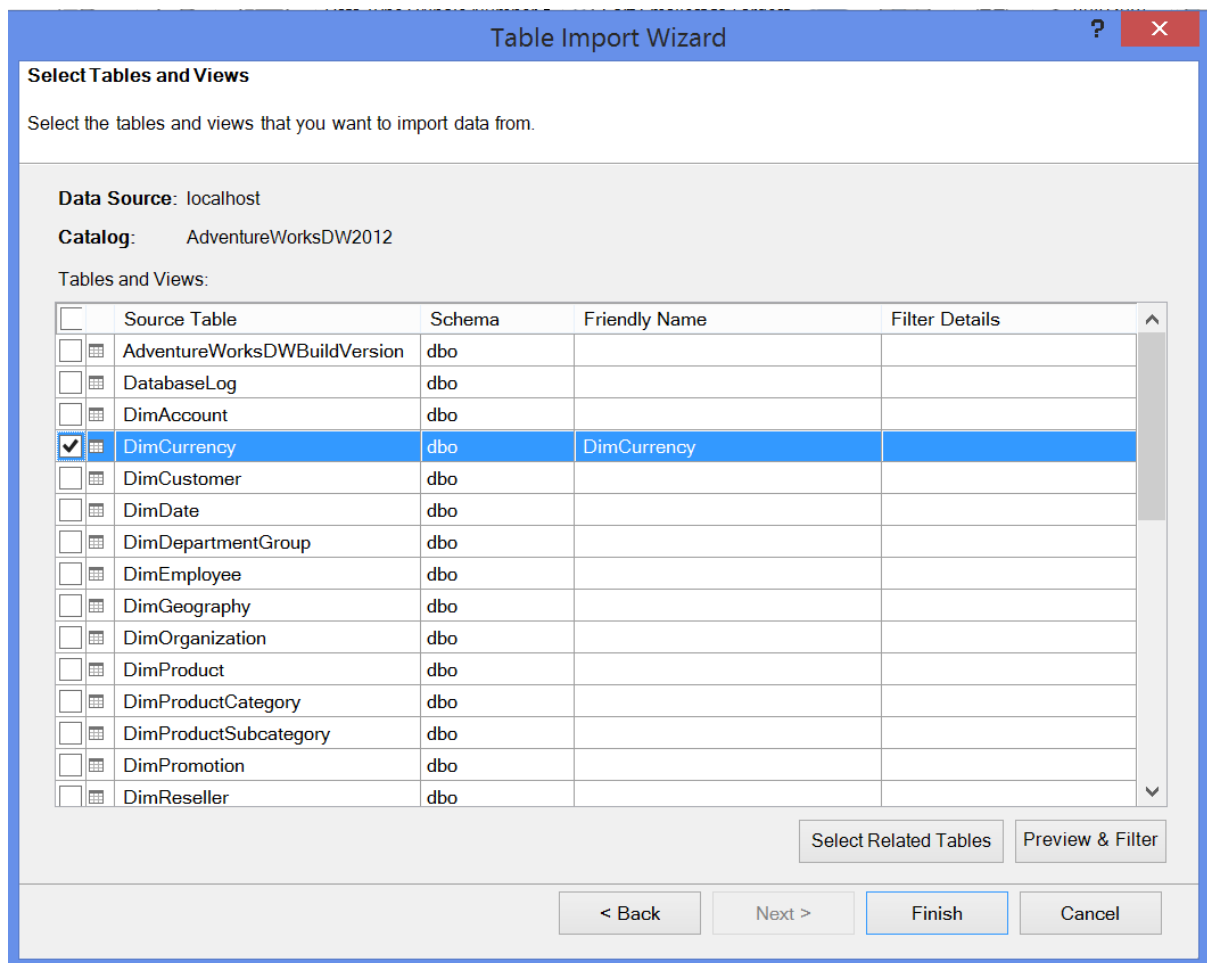 Table Import Wizard
?
Select Tables and Views
Select the tables and views that you want to import data from.
Data Source: localhost
Catalog: AdventureWorksDW2012
Tables and Views:
Source Table Schema Friendly Name Filter Details
AdventureWorksDWBuildVersion dbo
DatabaseLog dbo
DimAccount dbo
DimCurrency dbo DimCurrency
DimCustomer dbo
DimDate dbo
DimDepartmentGroup dbo
DimEmployee dbo
DimGeography dbo
DimOrganization dbo
DimProduct dbo
DimProductCategory dbo
DimProductSubcategory dbo
DimPromotion dbo
DimReseller dbo
Select Related Tables Preview & Filter
< Back Next > Finish Cancel